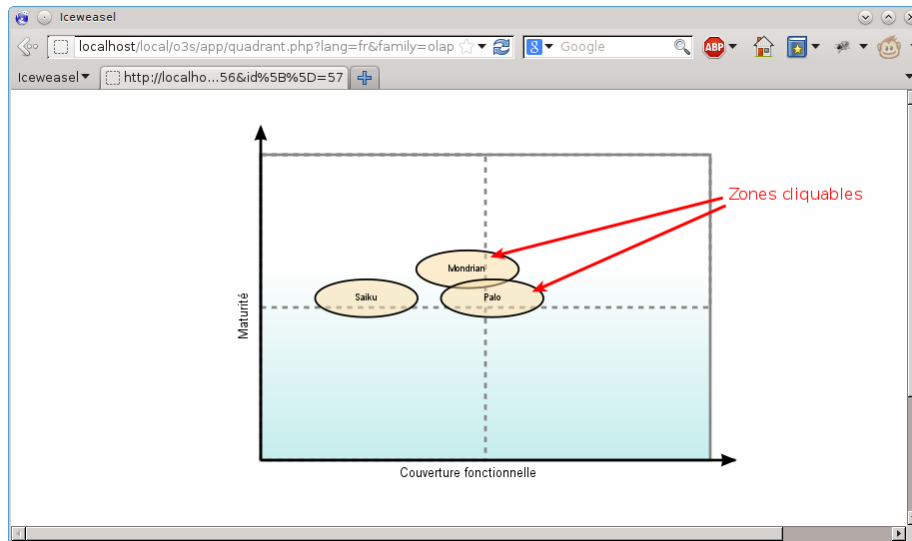 Iceweasel
localhost/local/o3s/app/quadrant.php?lang=fr&family=olap
Google
ABP
Iceweasel
http://localho...56&id%5B%5D=57
Zones cliquables
Mondrian
Saiku
Palo
Maturité
Couverture fonctionnelle